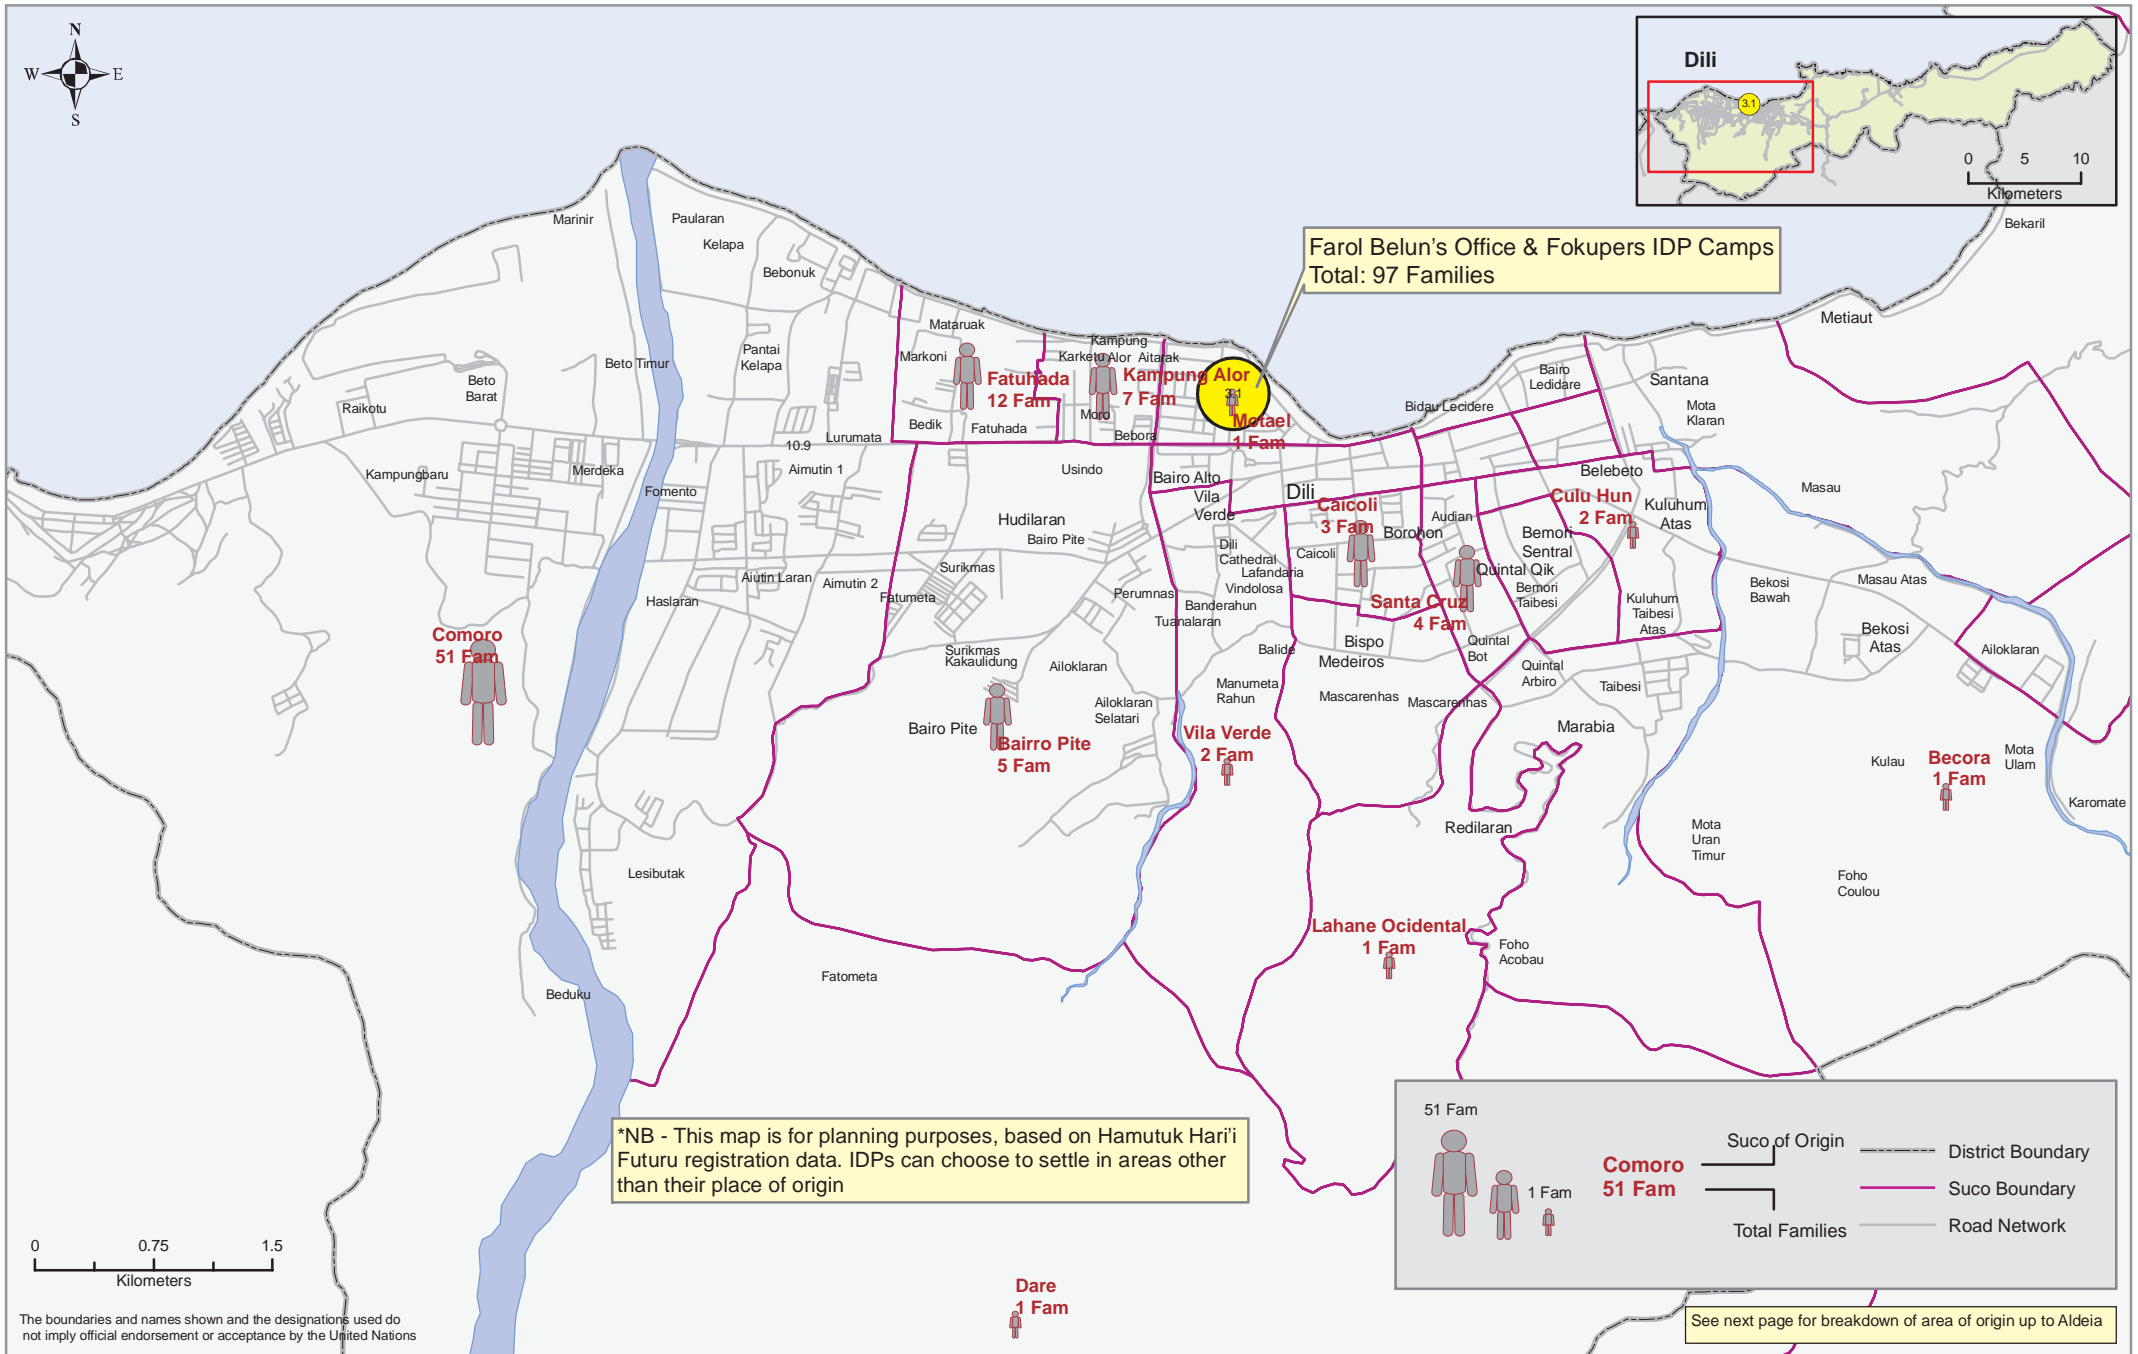 N
W
E
S
Dili
3.1
0
5
10
Kilometers
Bekaril
Farol Belun's Office & Fokupers IDP Camps
Total: 97 Families
Marinir
Paularan
Kelapa
Bebonuk
Metiaut
Mataruak
Markoni
Kampung
Karketu Alor Aitarak
Beto Timur
Pantai
Kelapa
Fatuhada
12 Fam
Kampung Alor
7 Fam
3.1
Motael
1 Fam
Bairo
Ledidare
Santana
Beto
Barat
Raikotu
Bidau Lecidere
Mota
Klaran
Moro
Bedik
Fatuhada
Bebora
10.9
Lurumata
Kampungbaru
Merdeka
Aimutin 1
Usindo
Bairo Alto
Belebeto
Fomento
Vila
Verde
Dili
Caicoli
3 Fam
Culu Hun
2 Fam
Kuluhum
Atas
Masau
Hudilaran
Bairo Pite
Audian
Borohon
Bemori
Sentral
Dili
Cathedral
Caicoli
Lafandaria
Vindolosa
Quintal Qik
Bemori
Taibesi
Surikmas
Aiutin Laran
Aimutin 2
Fatumeta
Haslaran
Perumnas
Banderahun
Tuanalaran
Santa Cruz
4 Fam
Kuluhum
Taibesi
Atas
Bekosi
Bawah
Masau Atas
Bekosi
Atas
Ailoklaran
Comoro
51 Fam
Surikmas
Kakaulidung
Ailoklaran
Balide
Bispo
Medeiros
Quintal
Bot
Quintal
Arbiro
Taibesi
Manumeta
Rahun
Mascarenhas
Mascarenhas
Ailoklaran
Selatari
Bairo Pite
Bairro Pite
5 Fam
Vila Verde
2 Fam
Marabia
Kulau
Becora
1 Fam
Mota
Ulam
Karomate
Redilaran
Mota
Uran
Timur
Lesibutak
Foho
Coulou
Lahane Ocidental
1 Fam
Foho
Acobau
Fatometa
Beduku
*NB - This map is for planning purposes, based on Hamutuk Hari'i
Futuru registration data. IDPs can choose to settle in areas other
than their place of origin
51 Fam
1 Fam
Comoro
51 Fam
Suco of Origin
Total Families
District Boundary
Suco Boundary
Road Network
0
0.75
1.5
Kilometers
Dare
1 Fam
The boundaries and names shown and the designations used do
not imply official endorsement or acceptance by the United Nations
See next page for breakdown of area of origin up to Aldeia